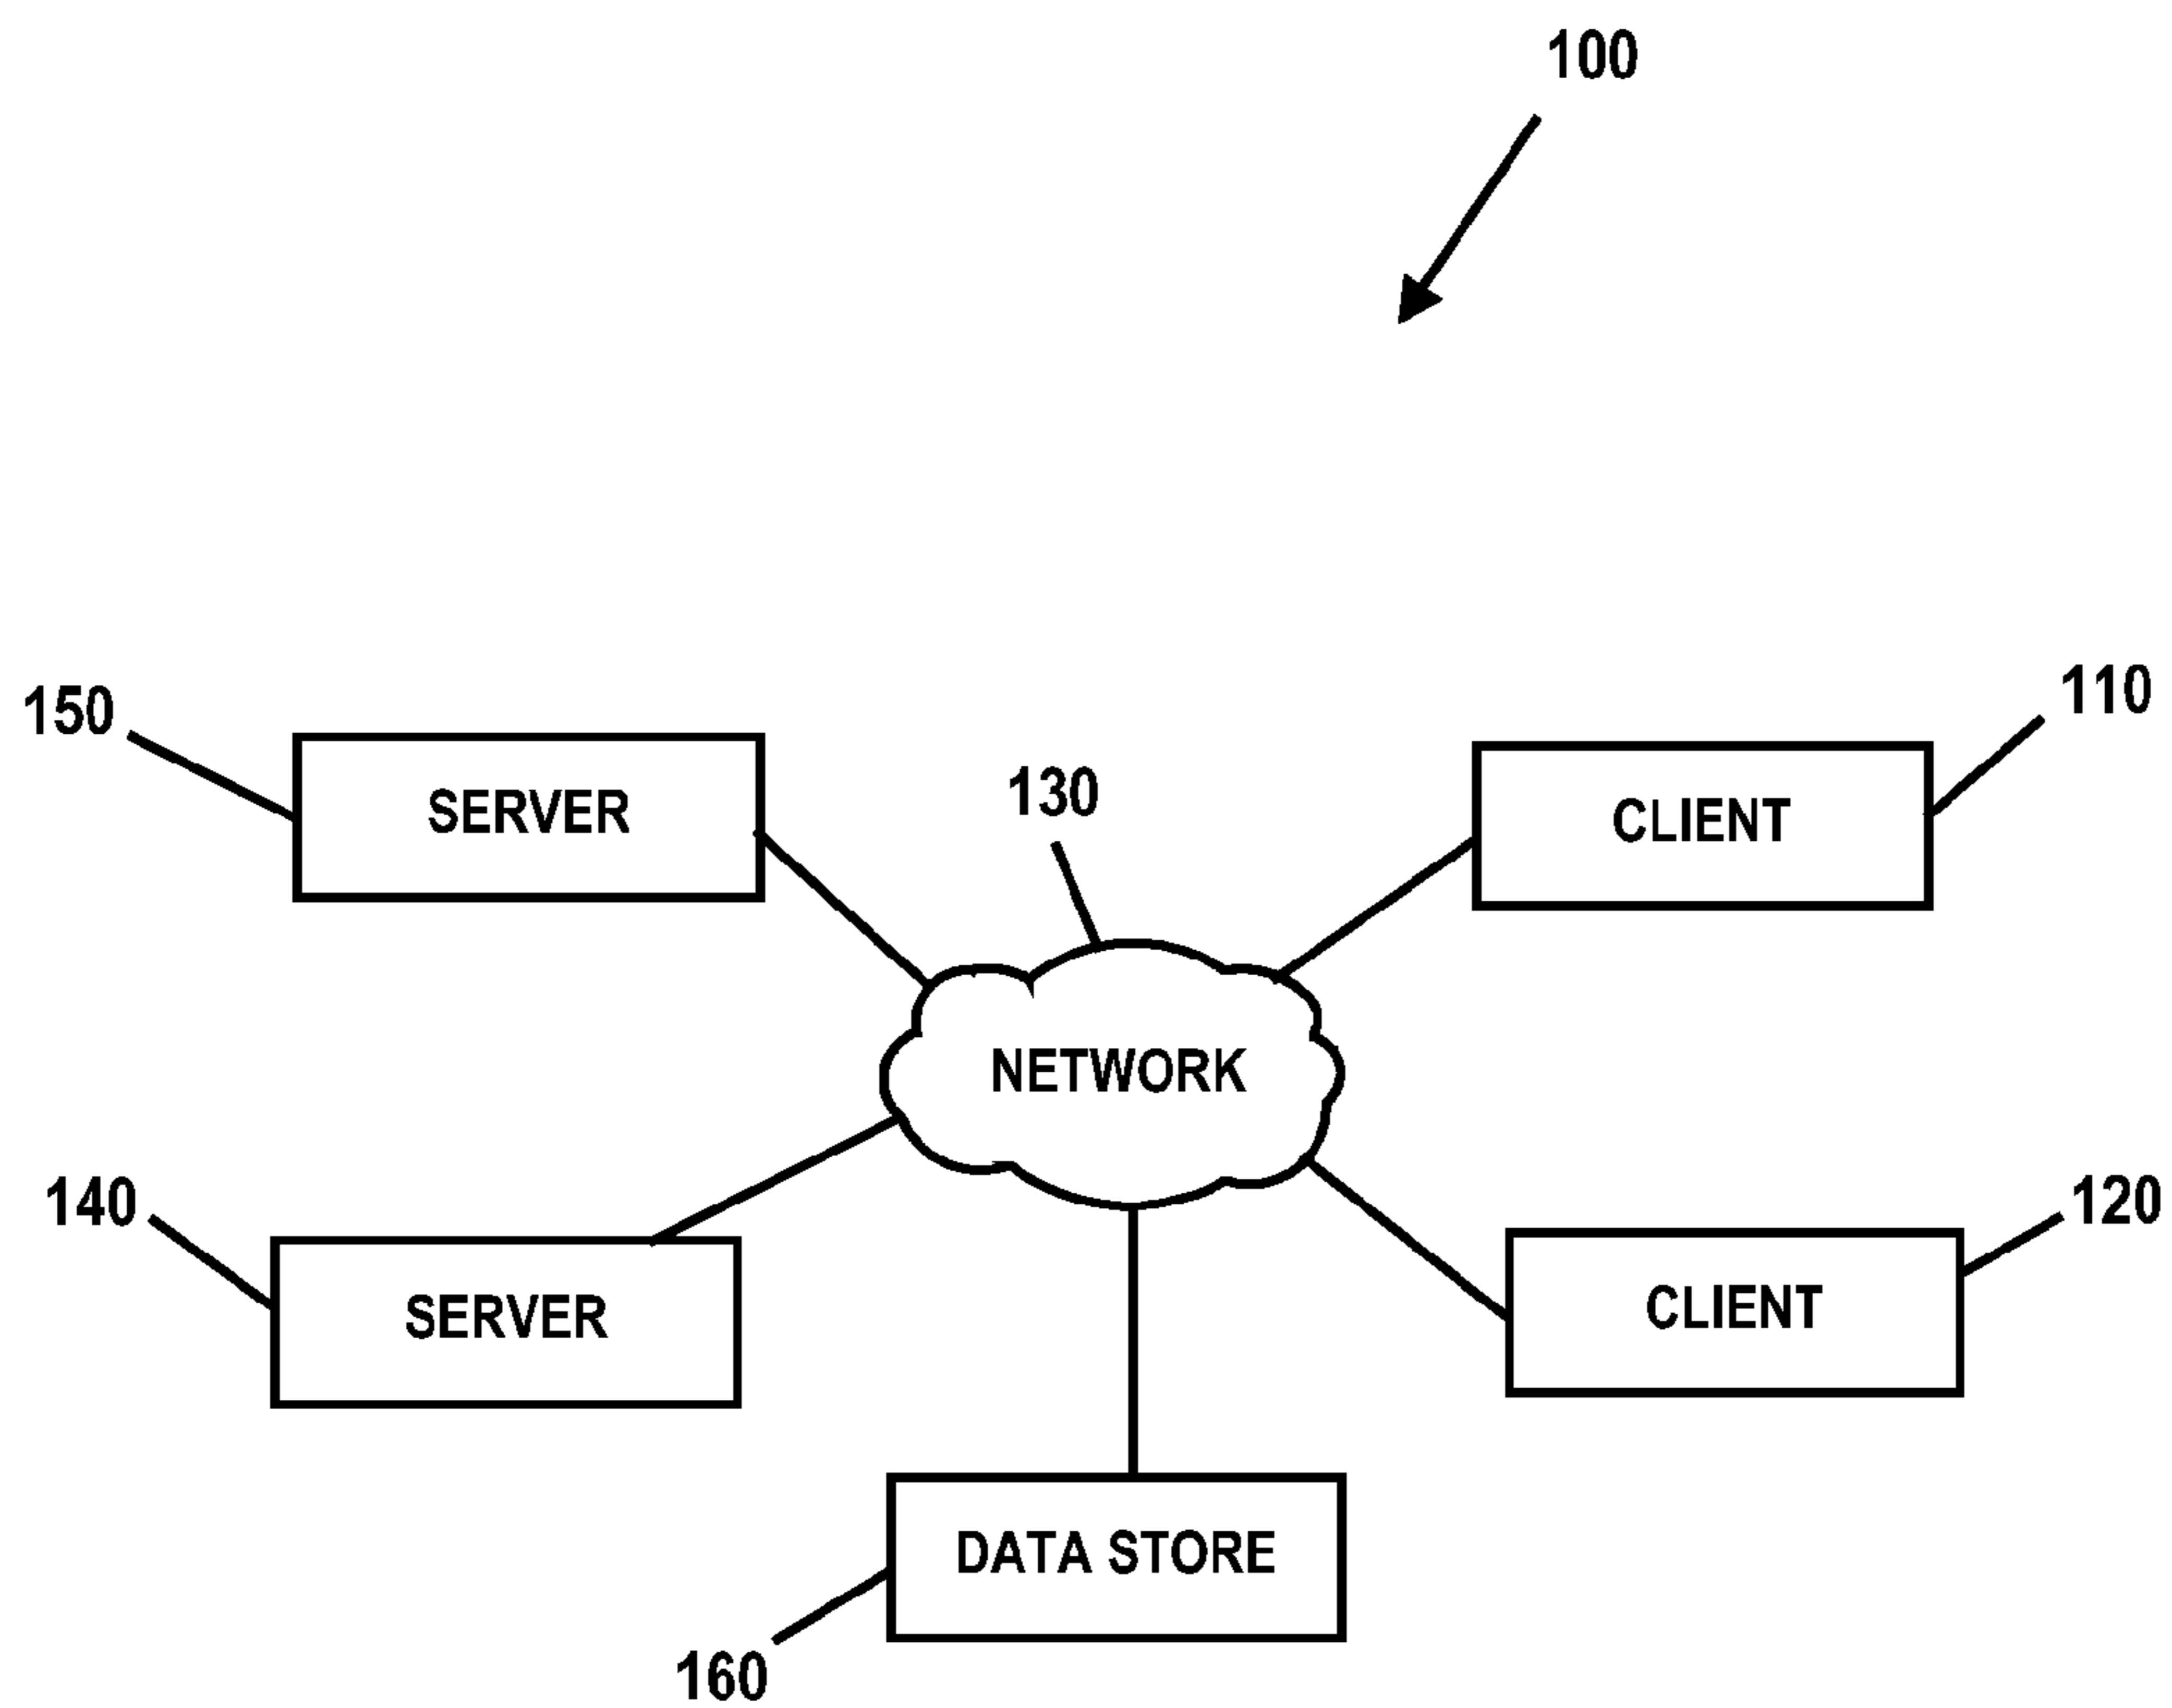 100
150
110
SERVER
130
CLIENT
NETWORK
140
120
SERVER
CLIENT
DATA STORE
160